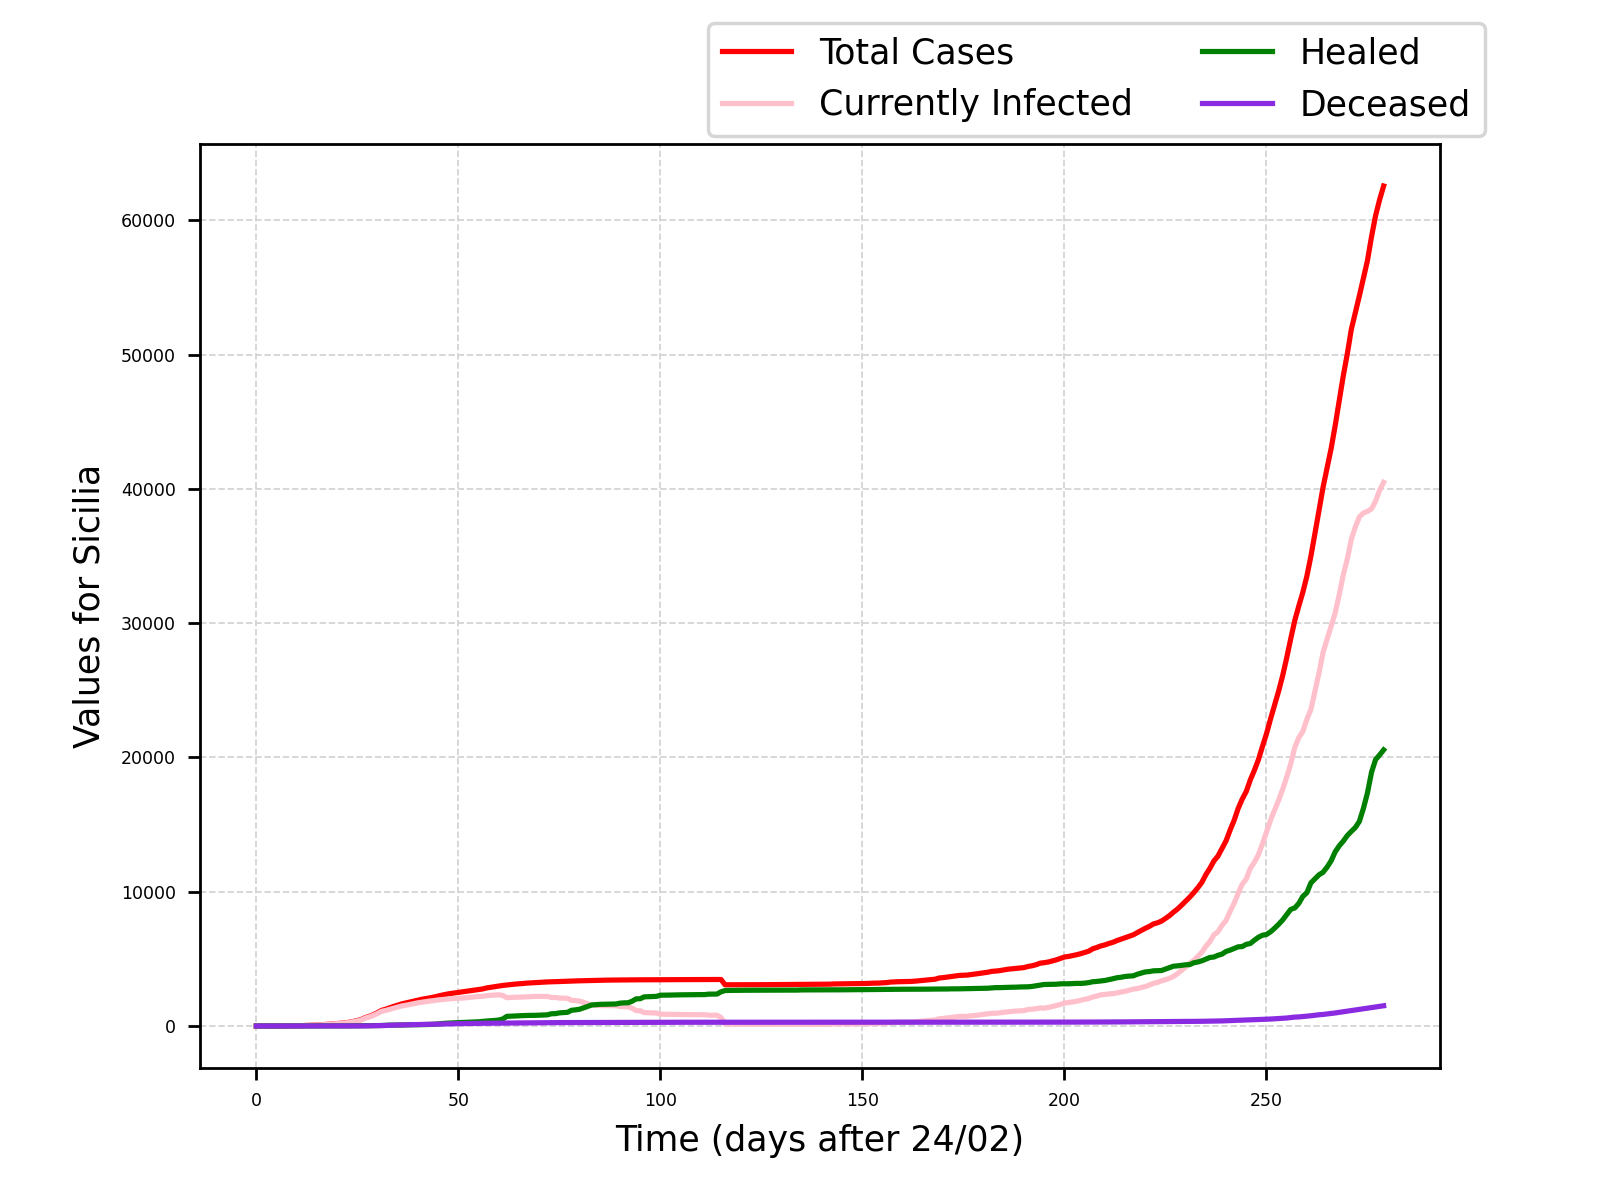 Total Cases
Currently Infected
Healed
Deceased
Values for Sicilia
60000
50000
40000
30000
20000
10000
0
0 50 100 150 200 250
Time (days after 24/02)